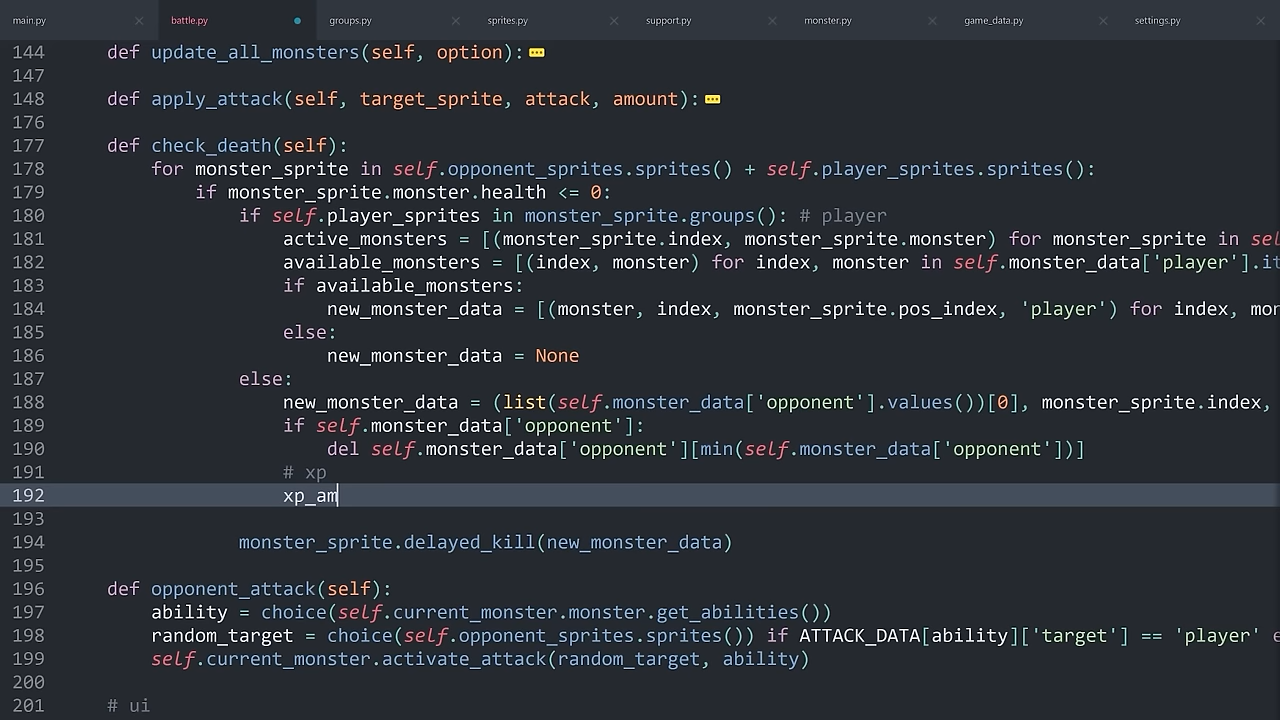 main.py battle.py groups.py sprites.py support.py monster.py game_data.py settings.py
144 def update_all_monsters(self, option):
147
148 def apply_attack(self, target_sprite, attack, amount):
176
177 def check_death(self):
178 for monster_sprite in self.opponent_sprites.sprites() + self.player_sprites.sprites():
179 if monster_sprite.monster.health <= 0:
180 if self.player_sprites in monster_sprite.groups(): # player
181 active_monsters = [(monster_sprite.index, monster_sprite.monster) for monster_sprite in sel
182 available_monsters = [(index, monster) for index, monster in self.monster_data['player'].it
183 if available_monsters:
184 new_monster_data = [(monster, index, monster_sprite.pos_index, 'player') for index, mon
185 else:
186 new_monster_data = None
187 else:
188 new_monster_data = (list(self.monster_data['opponent'].values())[0], monster_sprite.index,
189 if self.monster_data['opponent']:
190 del self.monster_data['opponent'][min(self.monster_data['opponent'])]
191 # xp
192 xp_am
193
194 monster_sprite.delayed_kill(new_monster_data)
195
196 def opponent_attack(self):
197 ability = choice(self.current_monster.monster.get_abilities())
198 random_target = choice(self.opponent_sprites.sprites()) if ATTACK_DATA[ability]['target'] == 'player' e
199 self.current_monster.activate_attack(random_target, ability)
200
201 # ui